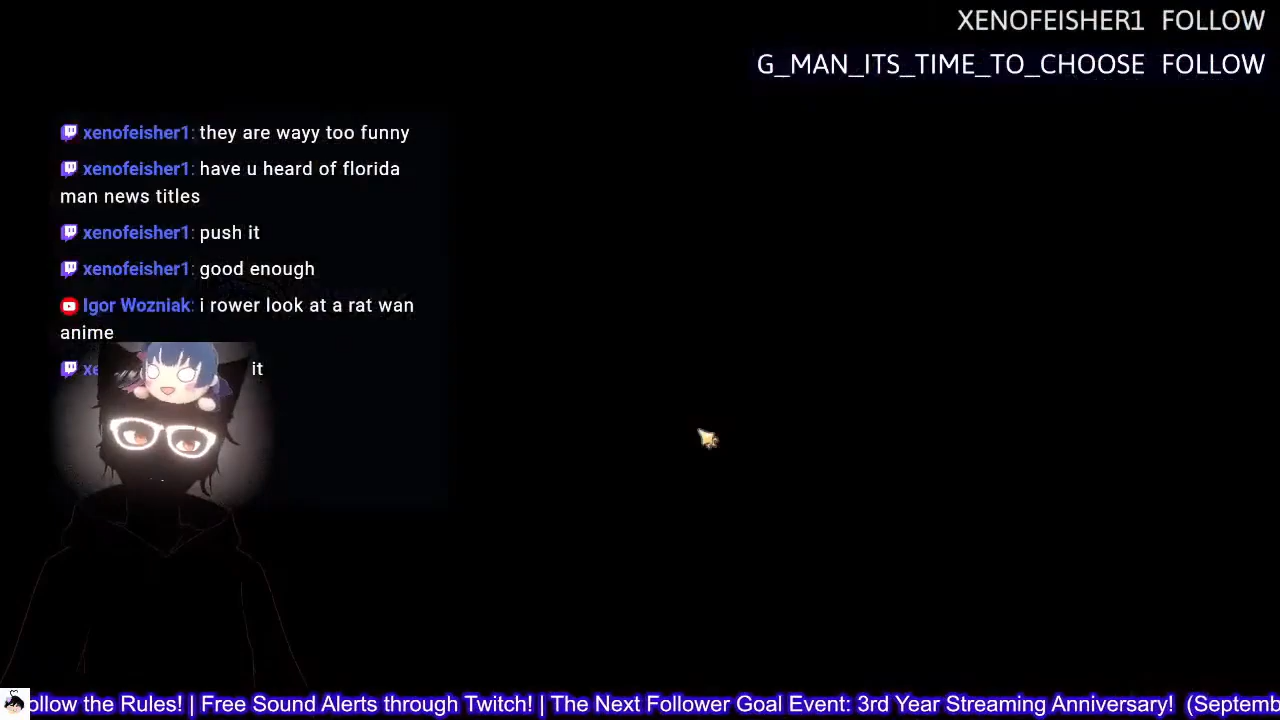 XENOFEISHER1 FOLLOW
G_MAN_ITS_TIME_TO_CHOOSE FOLLOW
xenofeisher1: they are wayy too funny
xenofeisher1: have u heard of florida
man news titles
xenofeisher1: push it
xenofeisher1: good enough
Igor Wozniak: i rower look at a rat wan
anime
it
the Rules! | Free Sound Alerts through Twitch! | The Next Follower Goal Event: 3rd Year Streaming Anniversary!